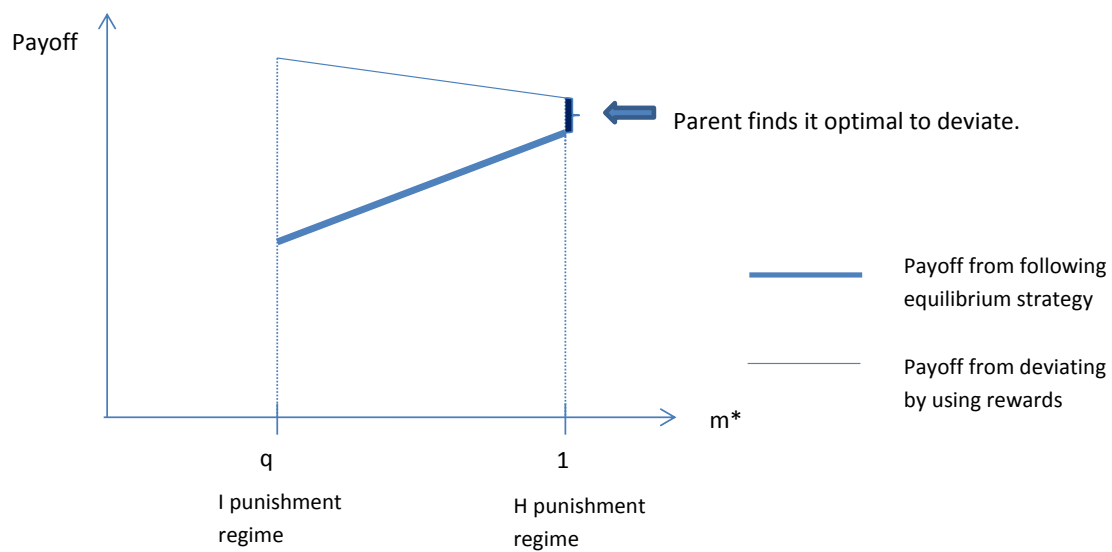 Payoff
Parent finds it optimal to deviate.
Payoff from following
equilibrium strategy
Payoff from deviating
by using rewards
m*
q
1
I punishment
regime
H punishment
regime